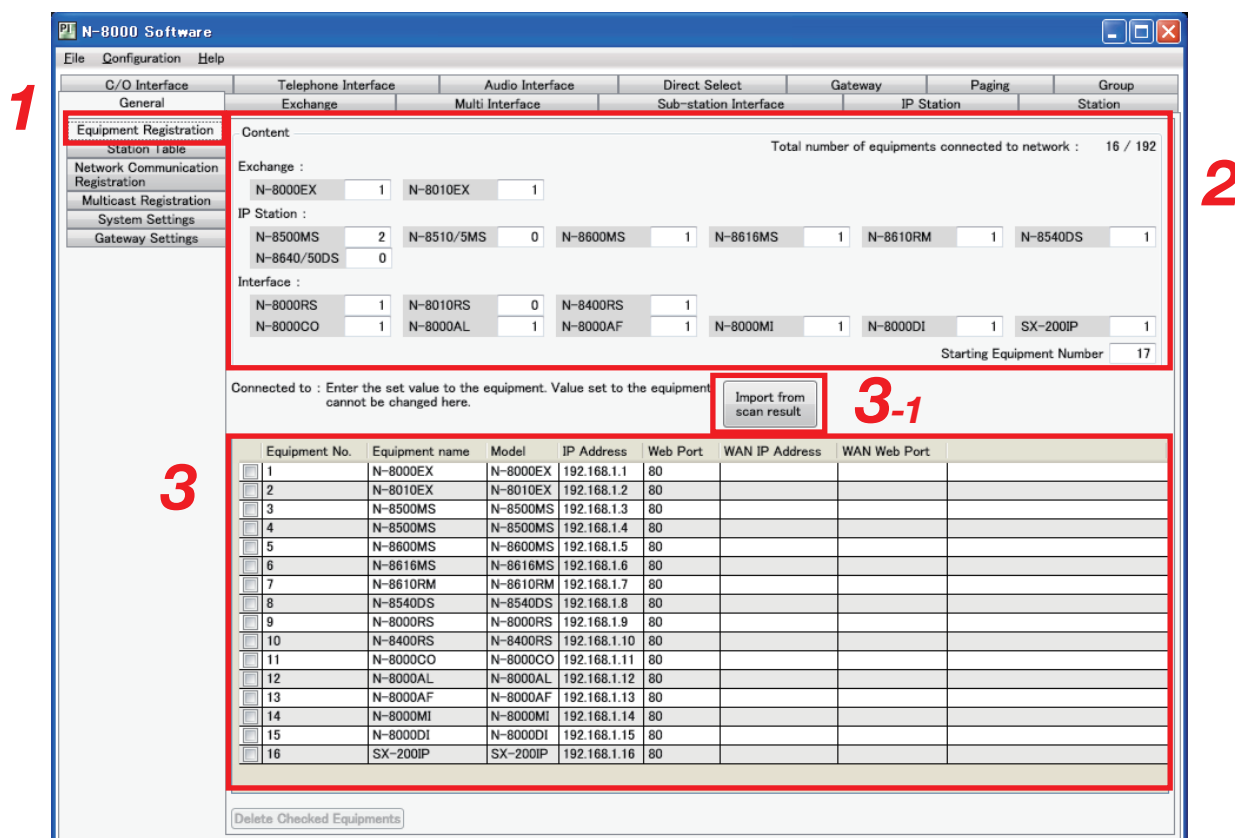 N-8000 Software
File Configuration Help
C/O Interface Telephone Interface Audio Interface Direct Select Gateway Paging Group
1
General Exchange Multi Interface Sub-station Interface IP Station Station
Equipment Registration
Station Table
Network Communication
Registration
Multicast Registration
System Settings
Gateway Settings
Content
Total number of equipments connected to network : 16 / 192
2
Exchange :
N-8000EX 1 N-8010EX 1
IP Station :
N-8500MS 2 N-8510/5MS 0 N-8600MS 1 N-8616MS 1 N-8610RM 1 N-8540DS 1
N-8640/50DS 0
Interface :
N-8000RS 1 N-8010RS 0 N-8400RS 1
N-8000CO 1 N-8000AL 1 N-8000AF 1 N-8000MI 1 N-8000DI 1 SX-200IP 1
Starting Equipment Number 17
Connected to : Enter the set value to the equipment. Value set to the equipment
cannot be changed here.
Import from
scan result
3-1
3
Equipment No. Equipment name Model IP Address Web Port WAN IP Address WAN Web Port
1 N-8000EX N-8000EX 192.168.1.1 80
2 N-8010EX N-8010EX 192.168.1.2 80
3 N-8500MS N-8500MS 192.168.1.3 80
4 N-8500MS N-8500MS 192.168.1.4 80
5 N-8600MS N-8600MS 192.168.1.5 80
6 N-8616MS N-8616MS 192.168.1.6 80
7 N-8610RM N-8610RM 192.168.1.7 80
8 N-8540DS N-8540DS 192.168.1.8 80
9 N-8000RS N-8000RS 192.168.1.9 80
10 N-8400RS N-8400RS 192.168.1.10 80
11 N-8000CO N-8000CO 192.168.1.11 80
12 N-8000AL N-8000AL 192.168.1.12 80
13 N-8000AF N-8000AF 192.168.1.13 80
14 N-8000MI N-8000MI 192.168.1.14 80
15 N-8000DI N-8000DI 192.168.1.15 80
16 SX-200IP SX-200IP 192.168.1.16 80
Delete Checked Equipments